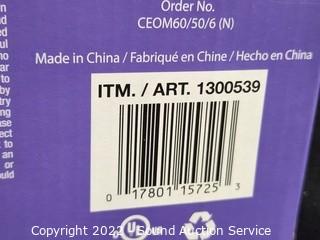 Order No.
CEOM60/50/6 (N)
Made in China / Fabriqué en Chine / Hecho en China
ITM. / ART. 1300539
0 17801 15725 3
UL
Copyright 2022, Sound Auction Service